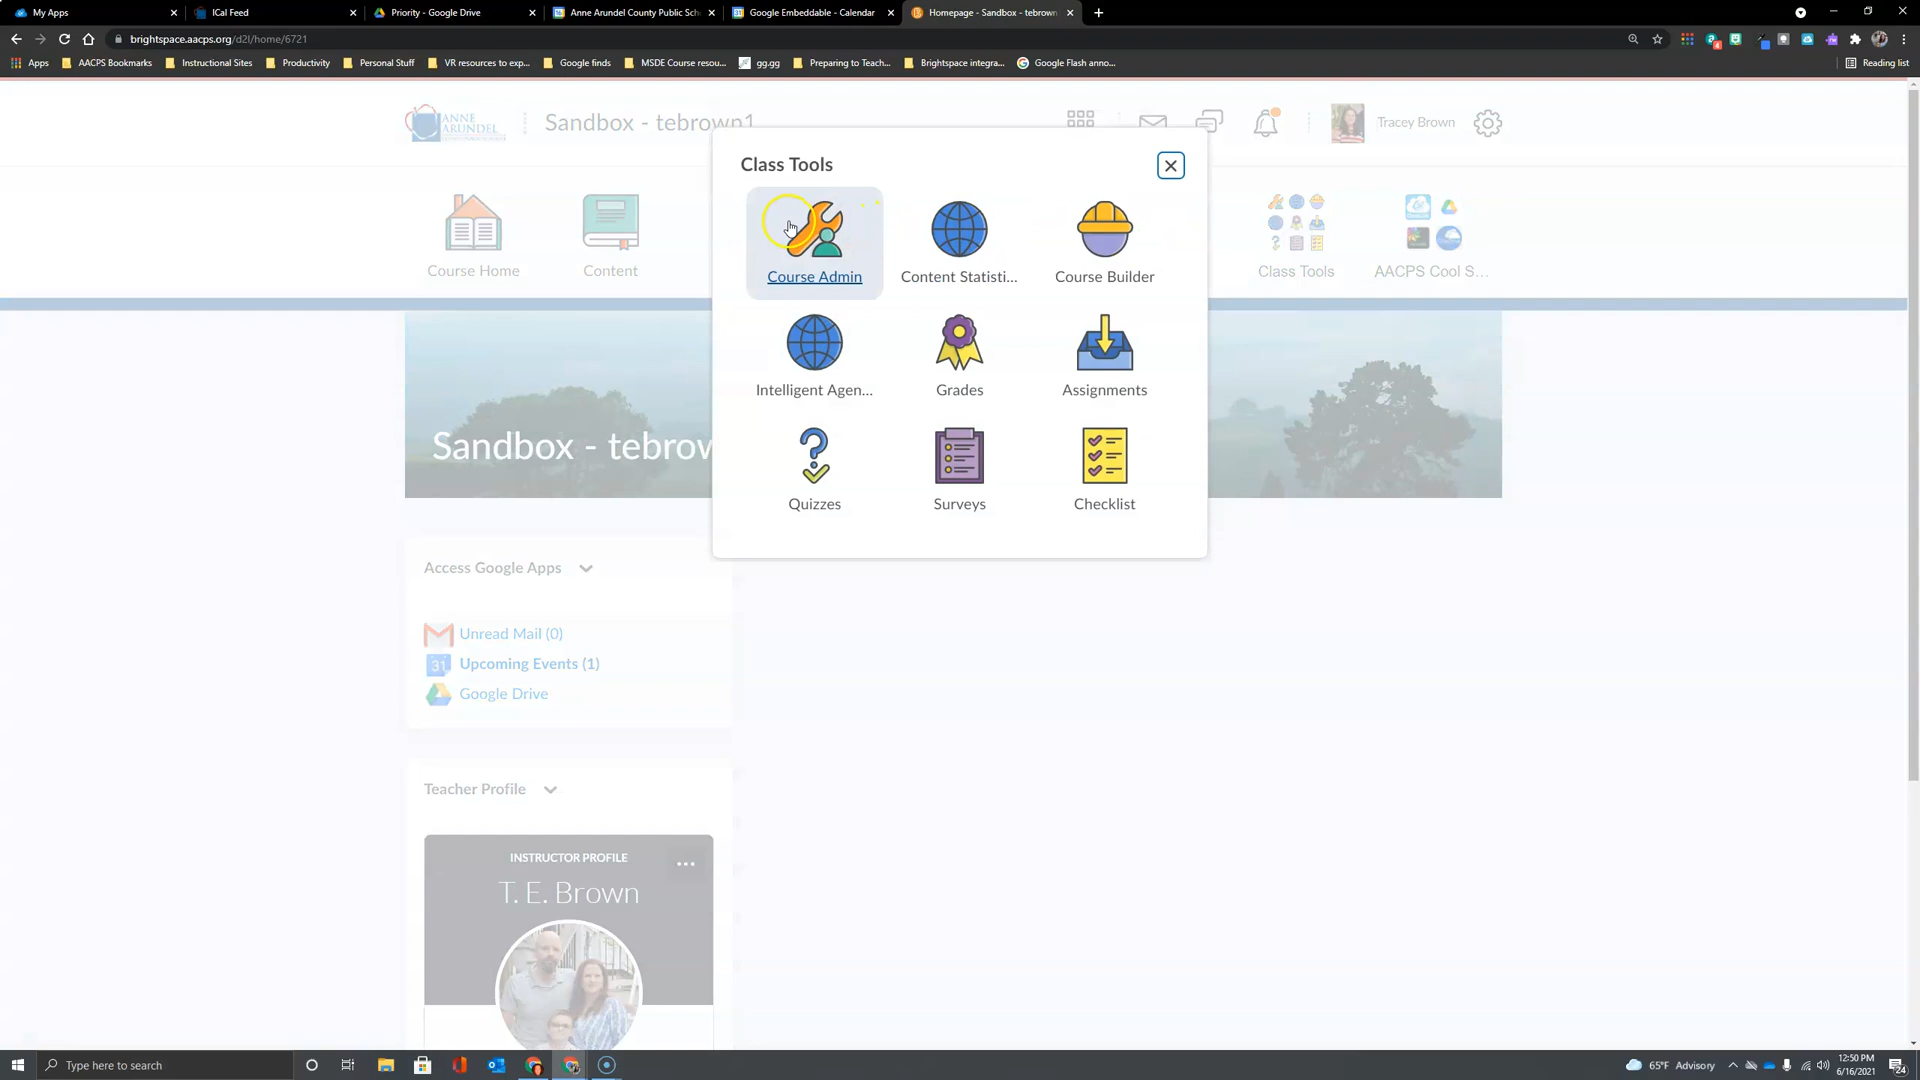 My Apps
ICal Feed
Priority - Google Drive
Anne Arundel County Public Sch
Google Embeddable - Calendar
Homepage - Sandbox - tebrown
brightspace.aacps.org/d2l/home/6721
Apps
AACPS Bookmarks
Instructional Sites
Productivity
Personal Stuff
VR resources to exp...
Google finds
MSDE Course resou...
gg.gg
Preparing to Teach...
Brightspace integra...
Google Flash anno...
Reading list
ANNE
ARUNDEL
Sandbox - tebrown1
Tracey Brown
Course Home
Content
Class Tools
AACPS Cool S...
Class Tools
Course Admin
Content Statisti...
Course Builder
Intelligent Agen...
Grades
Assignments
Quizzes
Surveys
Checklist
Sandbox - tebrow
Access Google Apps
Unread Mail (0)
31
Upcoming Events (1)
Google Drive
Teacher Profile
INSTRUCTOR PROFILE
T. E. Brown
Type here to search
65°F Advisory
12:50 PM
6/16/2021
24